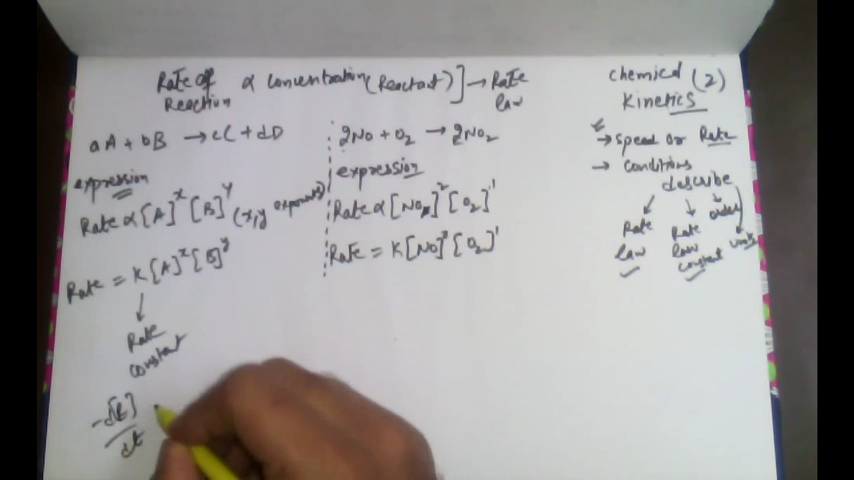 Rate of Reaction α Concentration (Reactant) ] → Rate law
aA + bB → cC + dD
expression
Rate α [A]^x [B]^y (x,y exponents)
Rate = K[A]^x[B]^y
↓
Rate
constant
-d[R]
dt
2NO + O2 → 2NO2
expression
Rate α [NO]^2 [O2]^1
Rate = K[NO]^2[O2]^1
Chemical (2)
Kinetics
→ Speed or Rate
→ conditions
describe
Rate law
Rate law constant
order
units